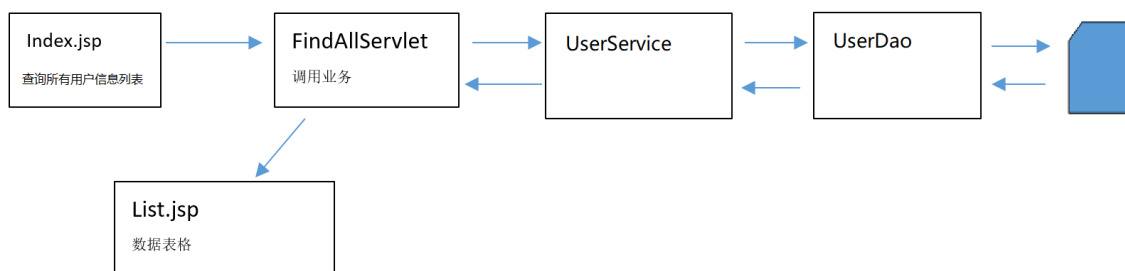 Index.jsp
查询所有用户信息列表
FindAllServlet
调用业务
UserService
UserDao
List.jsp
数据表格